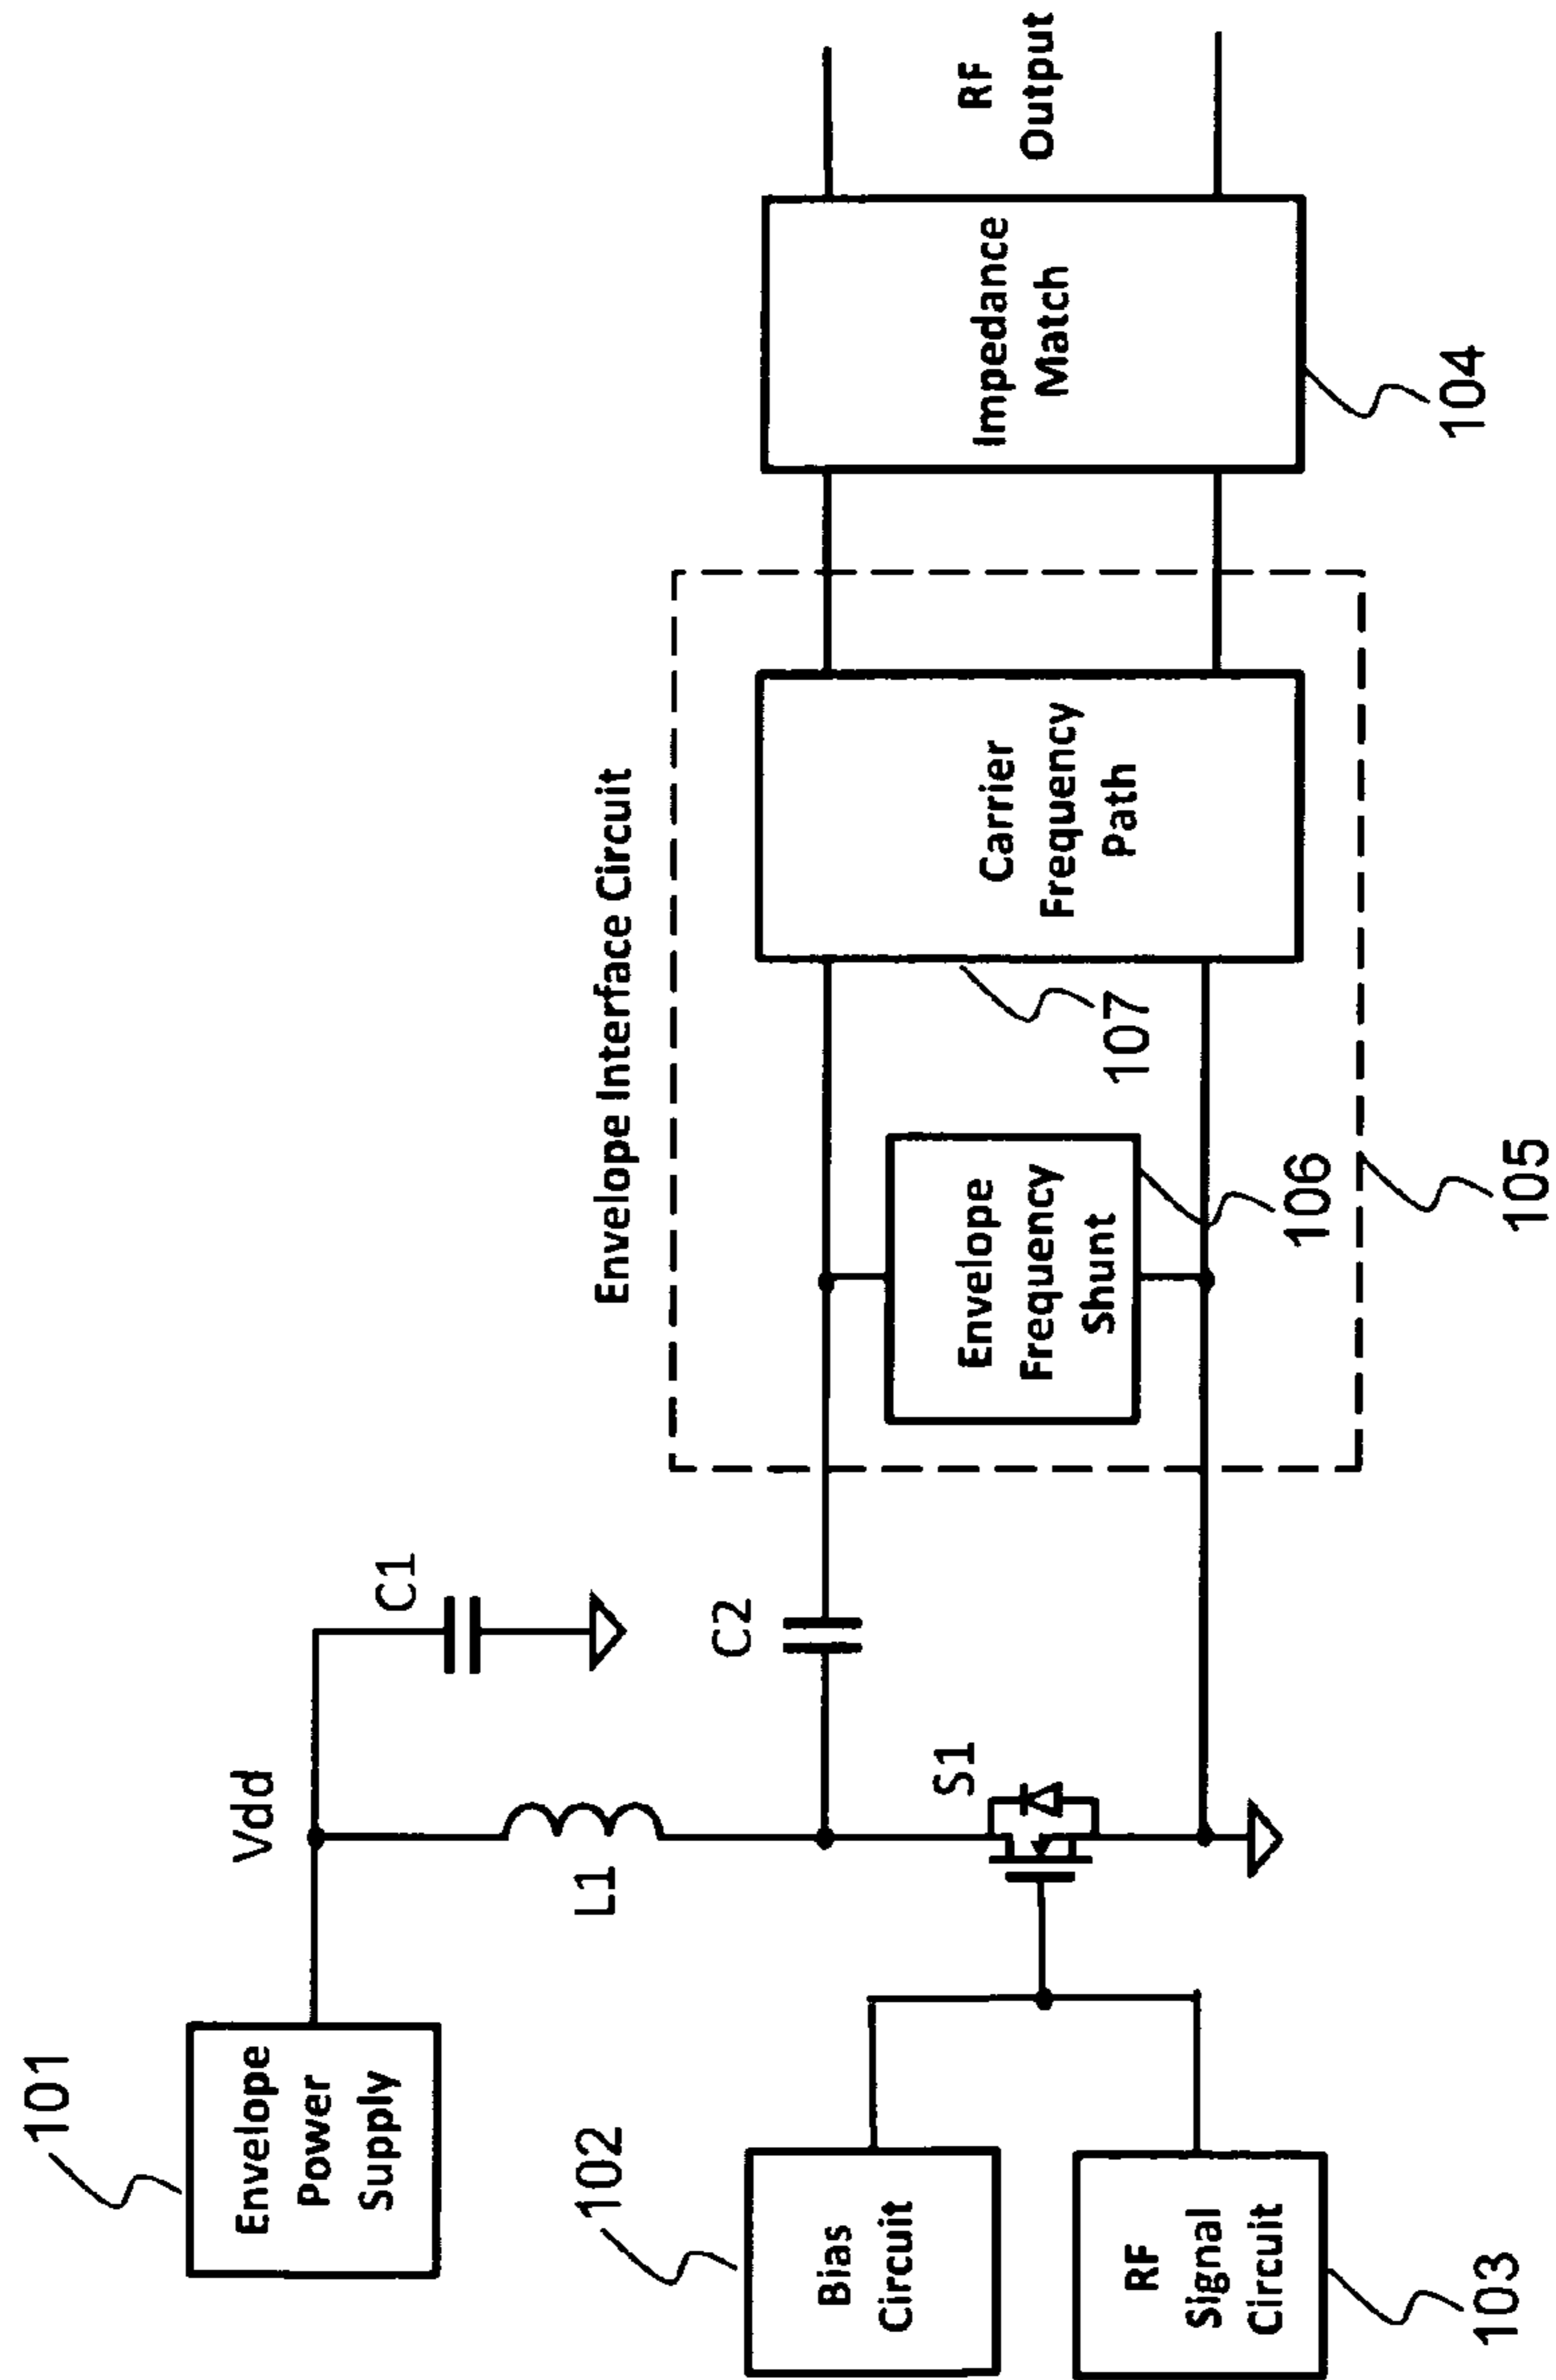 101
Envelope
Power
Supply
Vdd
C1
L1
102
Bias
Circuit
103
RF
Signal
Circuit
S1
C2
Envelope Interface Circuit
Envelope
Frequency
Shunt
106
105
107
Carrier
Frequency
Path
Impedance
Match
104
RF
Output